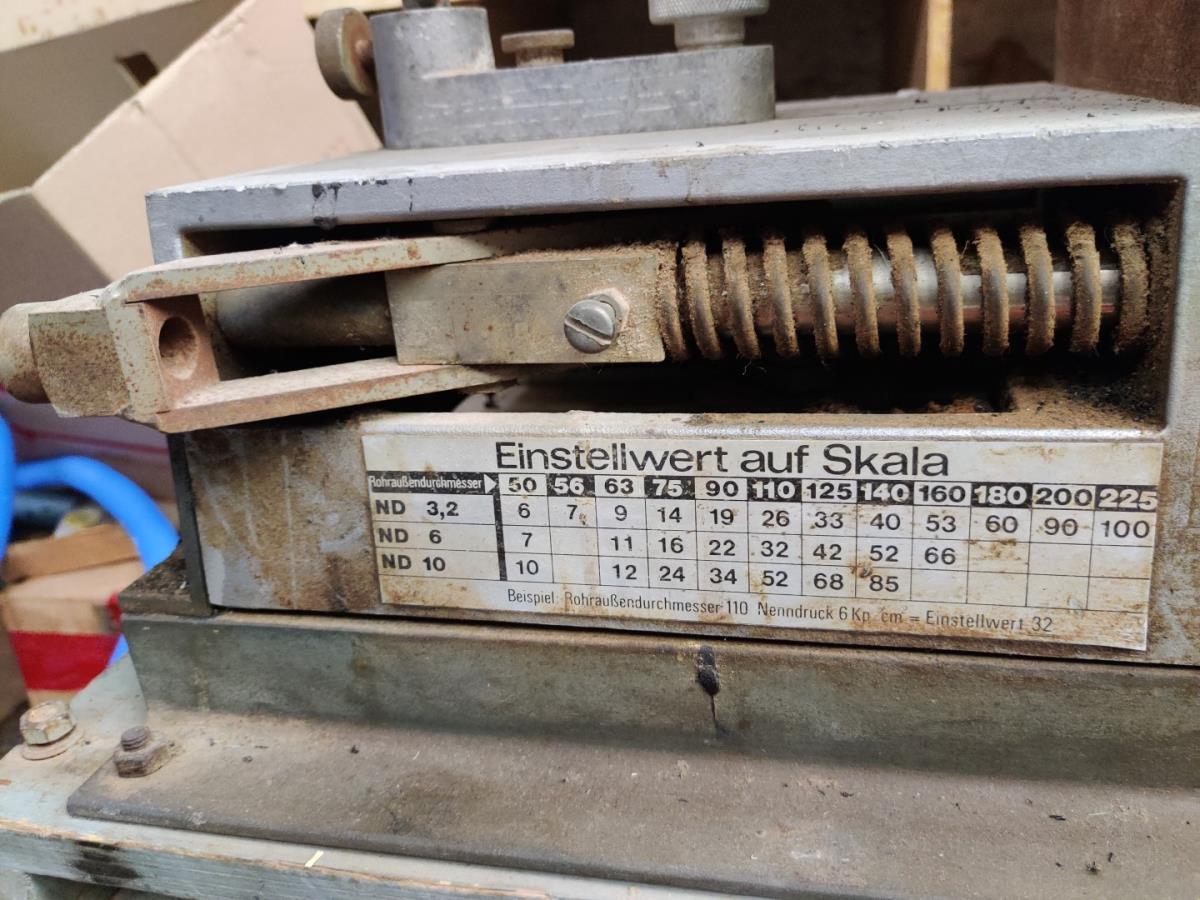 Einstellwert auf Skala
Rohraußendurchmesser 50 56 63 75 90 110 125 140 160 180 200 225
ND 3,2 6 7 9 14 19 26 33 40 53 60 90 100
ND 6 7 11 16 22 32 42 52 66
ND 10 10 12 24 34 52 68 85
Beispiel: Rohraußendurchmesser 110 Nenndruck 6 Kp cm = Einstellwert 32